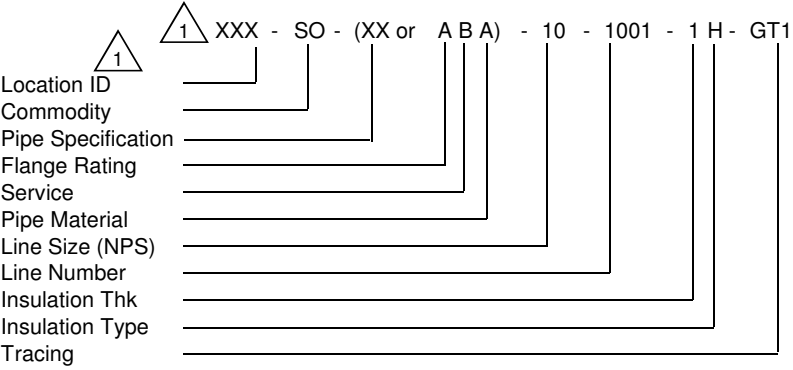 1 XXX - SO - (XX or A B A) - 10 - 1001 - 1 H - GT1
1
Location ID
Commodity
Pipe Specification
Flange Rating
Service
Pipe Material
Line Size (NPS)
Line Number
Insulation Thk
Insulation Type
Tracing